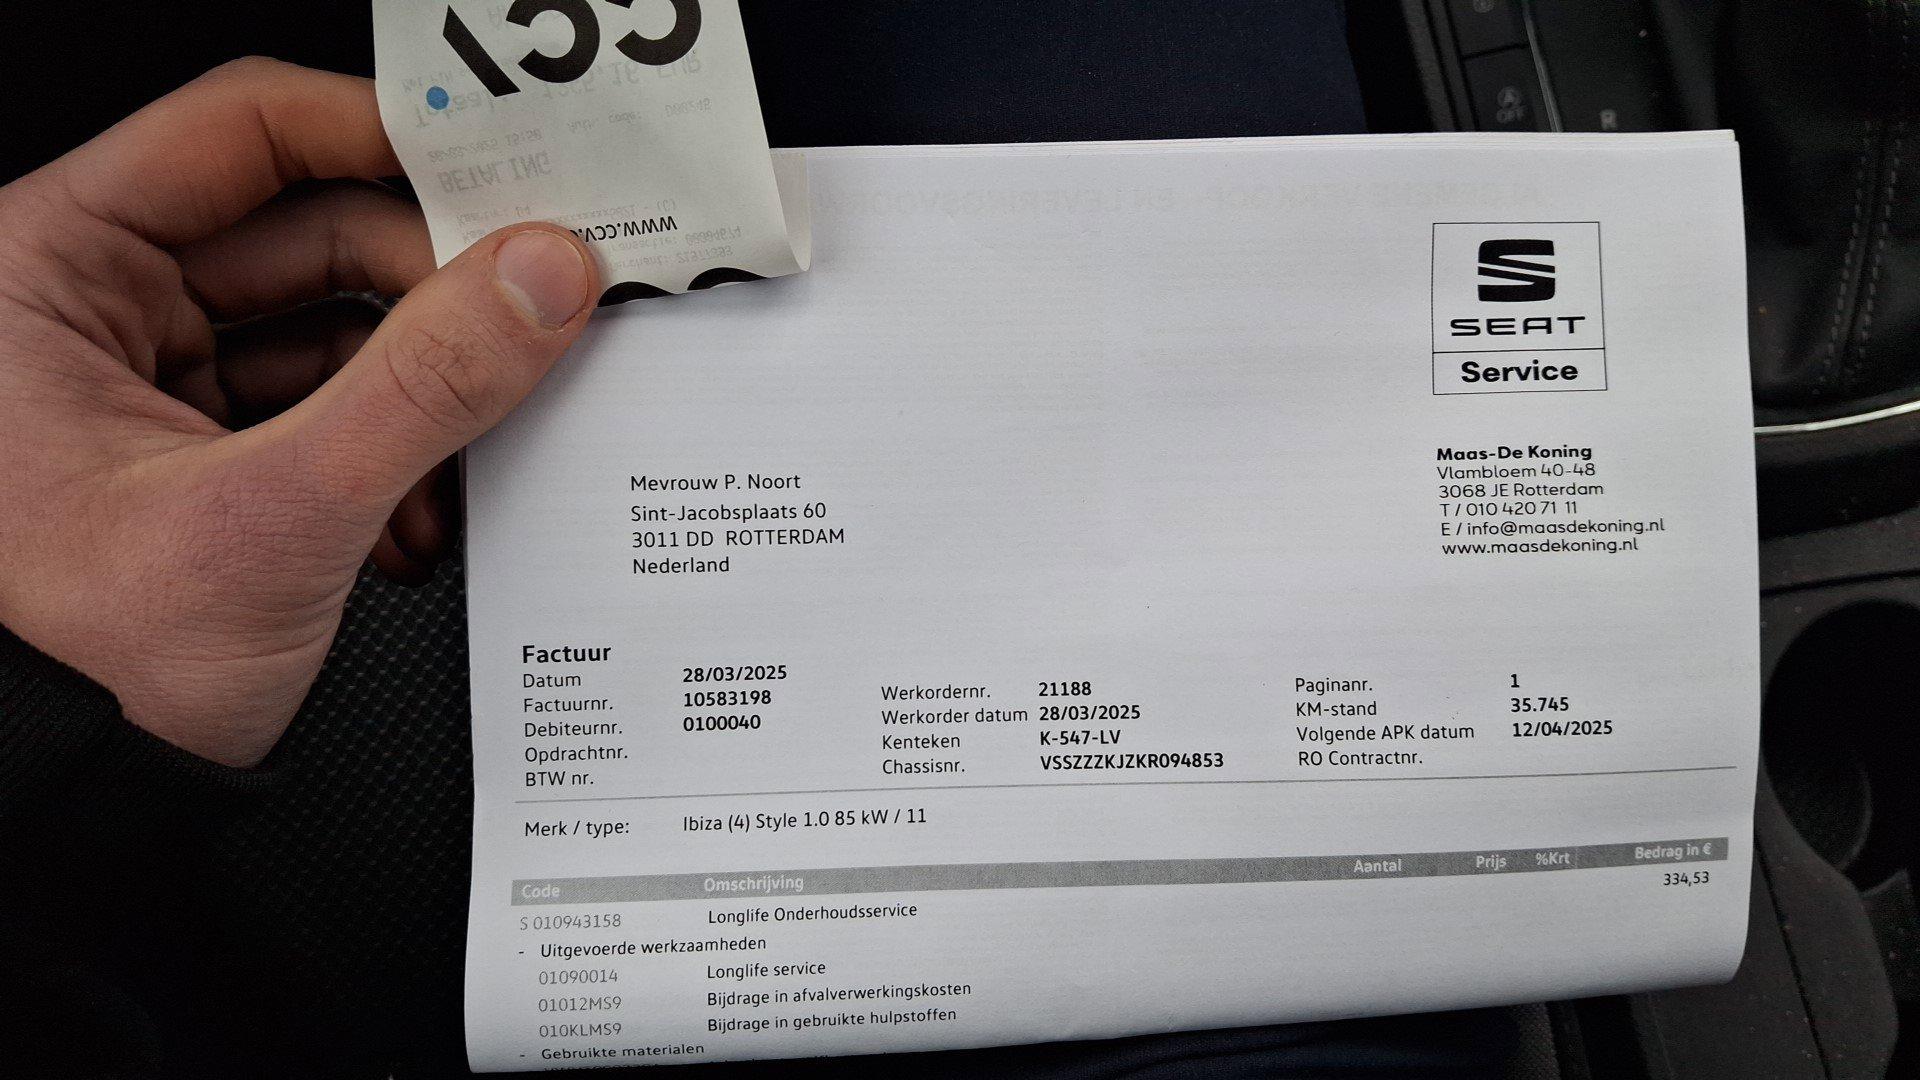 www.ccv.
BETALING
SEAT
Service
Maas-De Koning
Vlambloem 40-48
3068 JE Rotterdam
T / 010 420 71 11
E / info@maasdekoning.nl
www.maasdekoning.nl
Mevrouw P. Noort
Sint-Jacobsplaats 60
3011 DD ROTTERDAM
Nederland
Factuur
Datum 28/03/2025
Factuurnr. 10583198
Debiteurnr. 0100040
Opdrachtnr.
BTW nr.
Werkordernr. 21188
Werkorder datum 28/03/2025
Kenteken K-547-LV
Chassisnr. VSSZZZKJZKR094853
Paginanr. 1
KM-stand 35.745
Volgende APK datum 12/04/2025
RO Contractnr.
Merk / type: Ibiza (4) Style 1.0 85 kW / 11
Code Omschrijving Aantal Prijs %Krt Bedrag in €
S 010943158 Longlife Onderhoudsservice 334,53
- Uitgevoerde werkzaamheden
01090014 Longlife service
01012MS9 Bijdrage in afvalverwerkingskosten
010KLMS9 Bijdrage in gebruikte hulpstoffen
- Gebruikte materialen